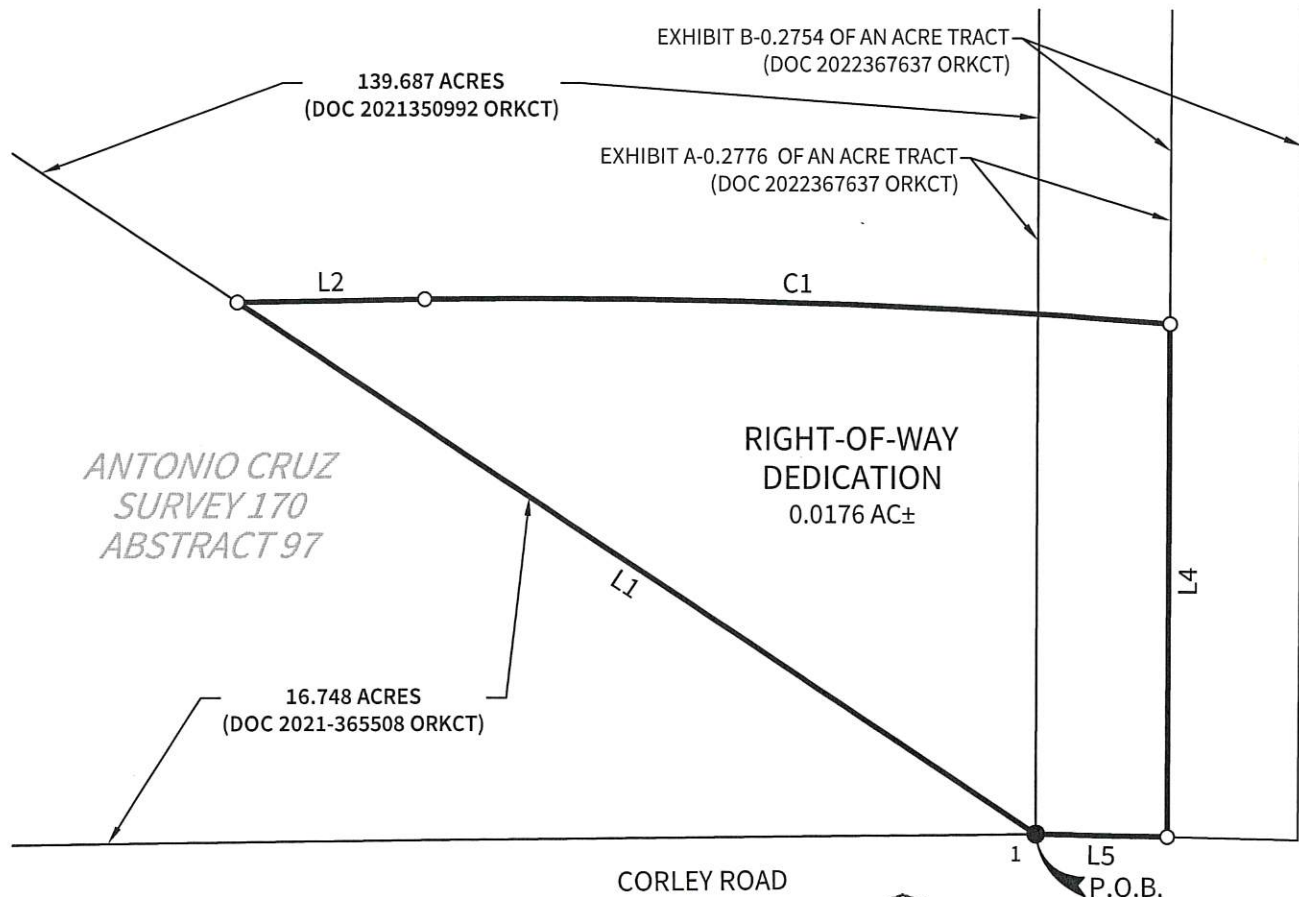 EXHIBIT B-0.2754 OF AN ACRE TRACT
(DOC 2022367637 ORKCT)
139.687 ACRES
(DOC 2021350992 ORKCT)
EXHIBIT A-0.2776 OF AN ACRE TRACT
(DOC 2022367637 ORKCT)
L2
C1
RIGHT-OF-WAY
DEDICATION
0.0176 AC±
ANTONIO CRUZ
SURVEY 170
ABSTRACT 97
L1
L4
16.748 ACRES
(DOC 2021-365508 ORKCT)
1
L5
CORLEY ROAD
P.O.B.